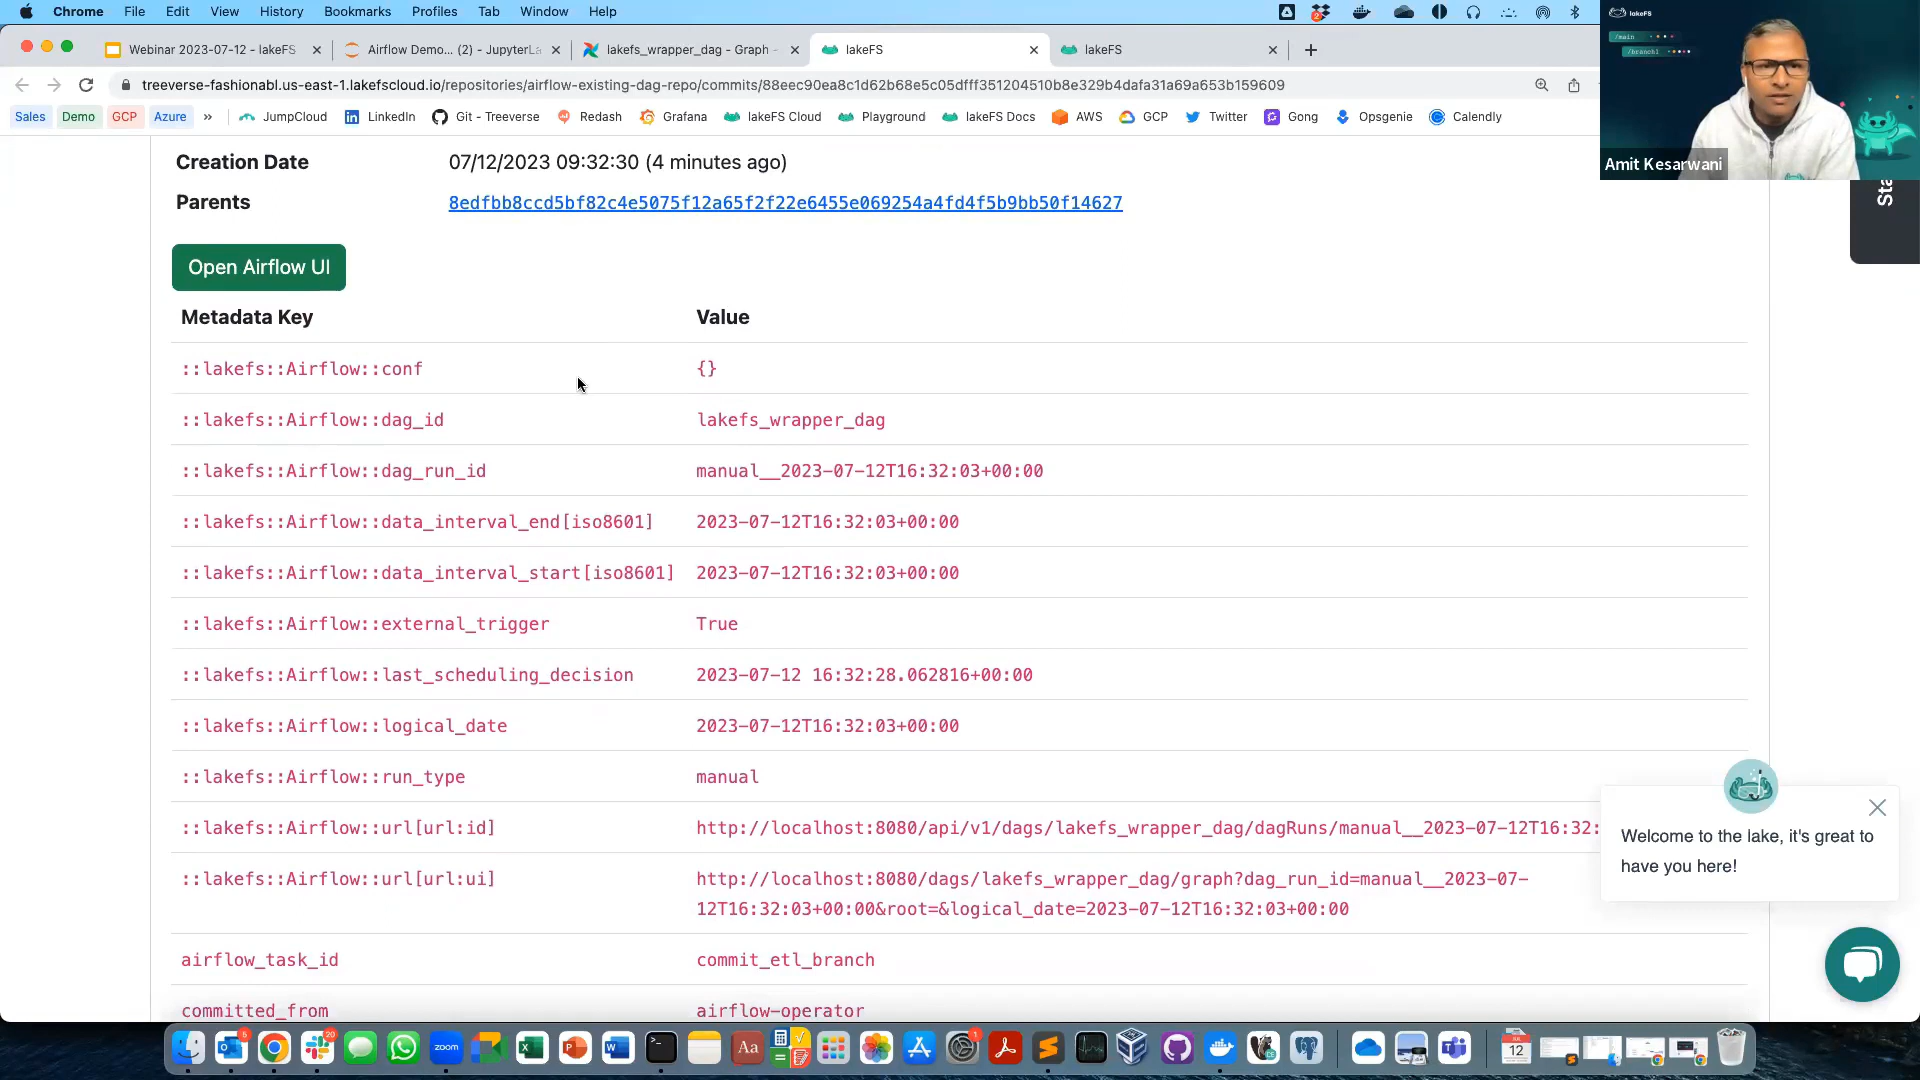 Chrome File Edit View History Bookmarks Profiles Tab Window Help
Webinar 2023-07-12 - lakeFS
Airflow Demo... (2) - JupyterLa
lakefs_wrapper_dag - Graph -
lakeFS
lakeFS
treeverse-fashionabl.us-east-1.lakefscloud.io/repositories/airflow-existing-dag-repo/commits/88eec90ea8c1d62b68e5c05dfff351204510b8e329b4dafa31a69a653b159609
Sales Demo GCP Azure » JumpCloud LinkedIn Git - Treeverse Redash Grafana lakeFS Cloud Playground lakeFS Docs AWS GCP Twitter Gong Opsgenie Calendly
lakeFS
/main
/branch1
Amit Kesarwani
Sta
Creation Date 07/12/2023 09:32:30 (4 minutes ago)
Parents 8edfbb8ccd5bf82c4e5075f12a65f2f22e6455e069254a4fd4f5b9bb50f14627
Open Airflow UI
Metadata Key Value
::lakefs::Airflow::conf {}
::lakefs::Airflow::dag_id lakefs_wrapper_dag
::lakefs::Airflow::dag_run_id manual__2023-07-12T16:32:03+00:00
::lakefs::Airflow::data_interval_end[iso8601] 2023-07-12T16:32:03+00:00
::lakefs::Airflow::data_interval_start[iso8601] 2023-07-12T16:32:03+00:00
::lakefs::Airflow::external_trigger True
::lakefs::Airflow::last_scheduling_decision 2023-07-12 16:32:28.062816+00:00
::lakefs::Airflow::logical_date 2023-07-12T16:32:03+00:00
::lakefs::Airflow::run_type manual
::lakefs::Airflow::url[url:id] http://localhost:8080/api/v1/dags/lakefs_wrapper_dag/dagRuns/manual__2023-07-12T16:32:
::lakefs::Airflow::url[url:ui] http://localhost:8080/dags/lakefs_wrapper_dag/graph?dag_run_id=manual__2023-07-
12T16:32:03+00:00&root=&logical_date=2023-07-12T16:32:03+00:00
airflow_task_id commit_etl_branch
committed_from airflow-operator
Welcome to the lake, it's great to
have you here!
5
20
zoom
Aa
1
12